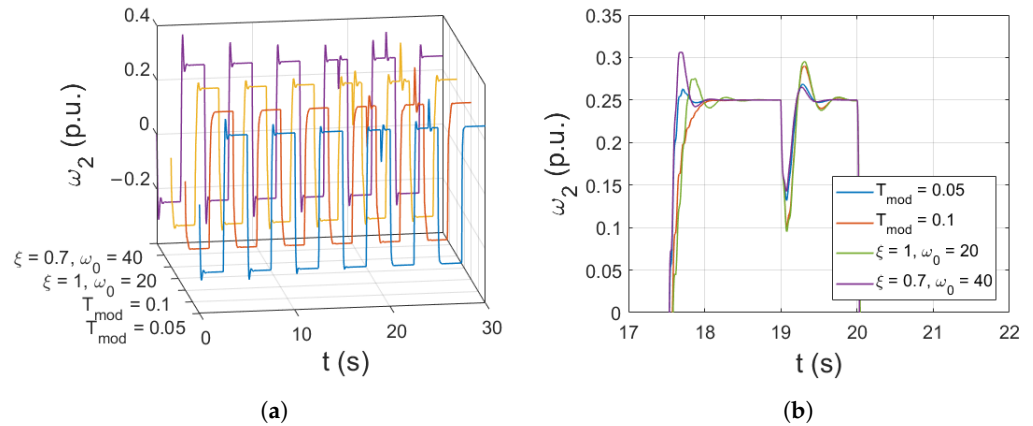 0.4
0.2
0
−0.2
ω2 (p.u.)
ξ = 0.7, ω0 = 40
ξ = 1, ω0 = 20
Tmod = 0.1
Tmod = 0.05
0
10
20
30
t (s)
(a)
0.35
0.3
0.25
0.2
0.15
0.1
0.05
0
ω2 (p.u.)
Tmod = 0.05
Tmod = 0.1
ξ = 1, ω0 = 20
ξ = 0.7, ω0 = 40
17
18
19
20
21
22
t (s)
(b)